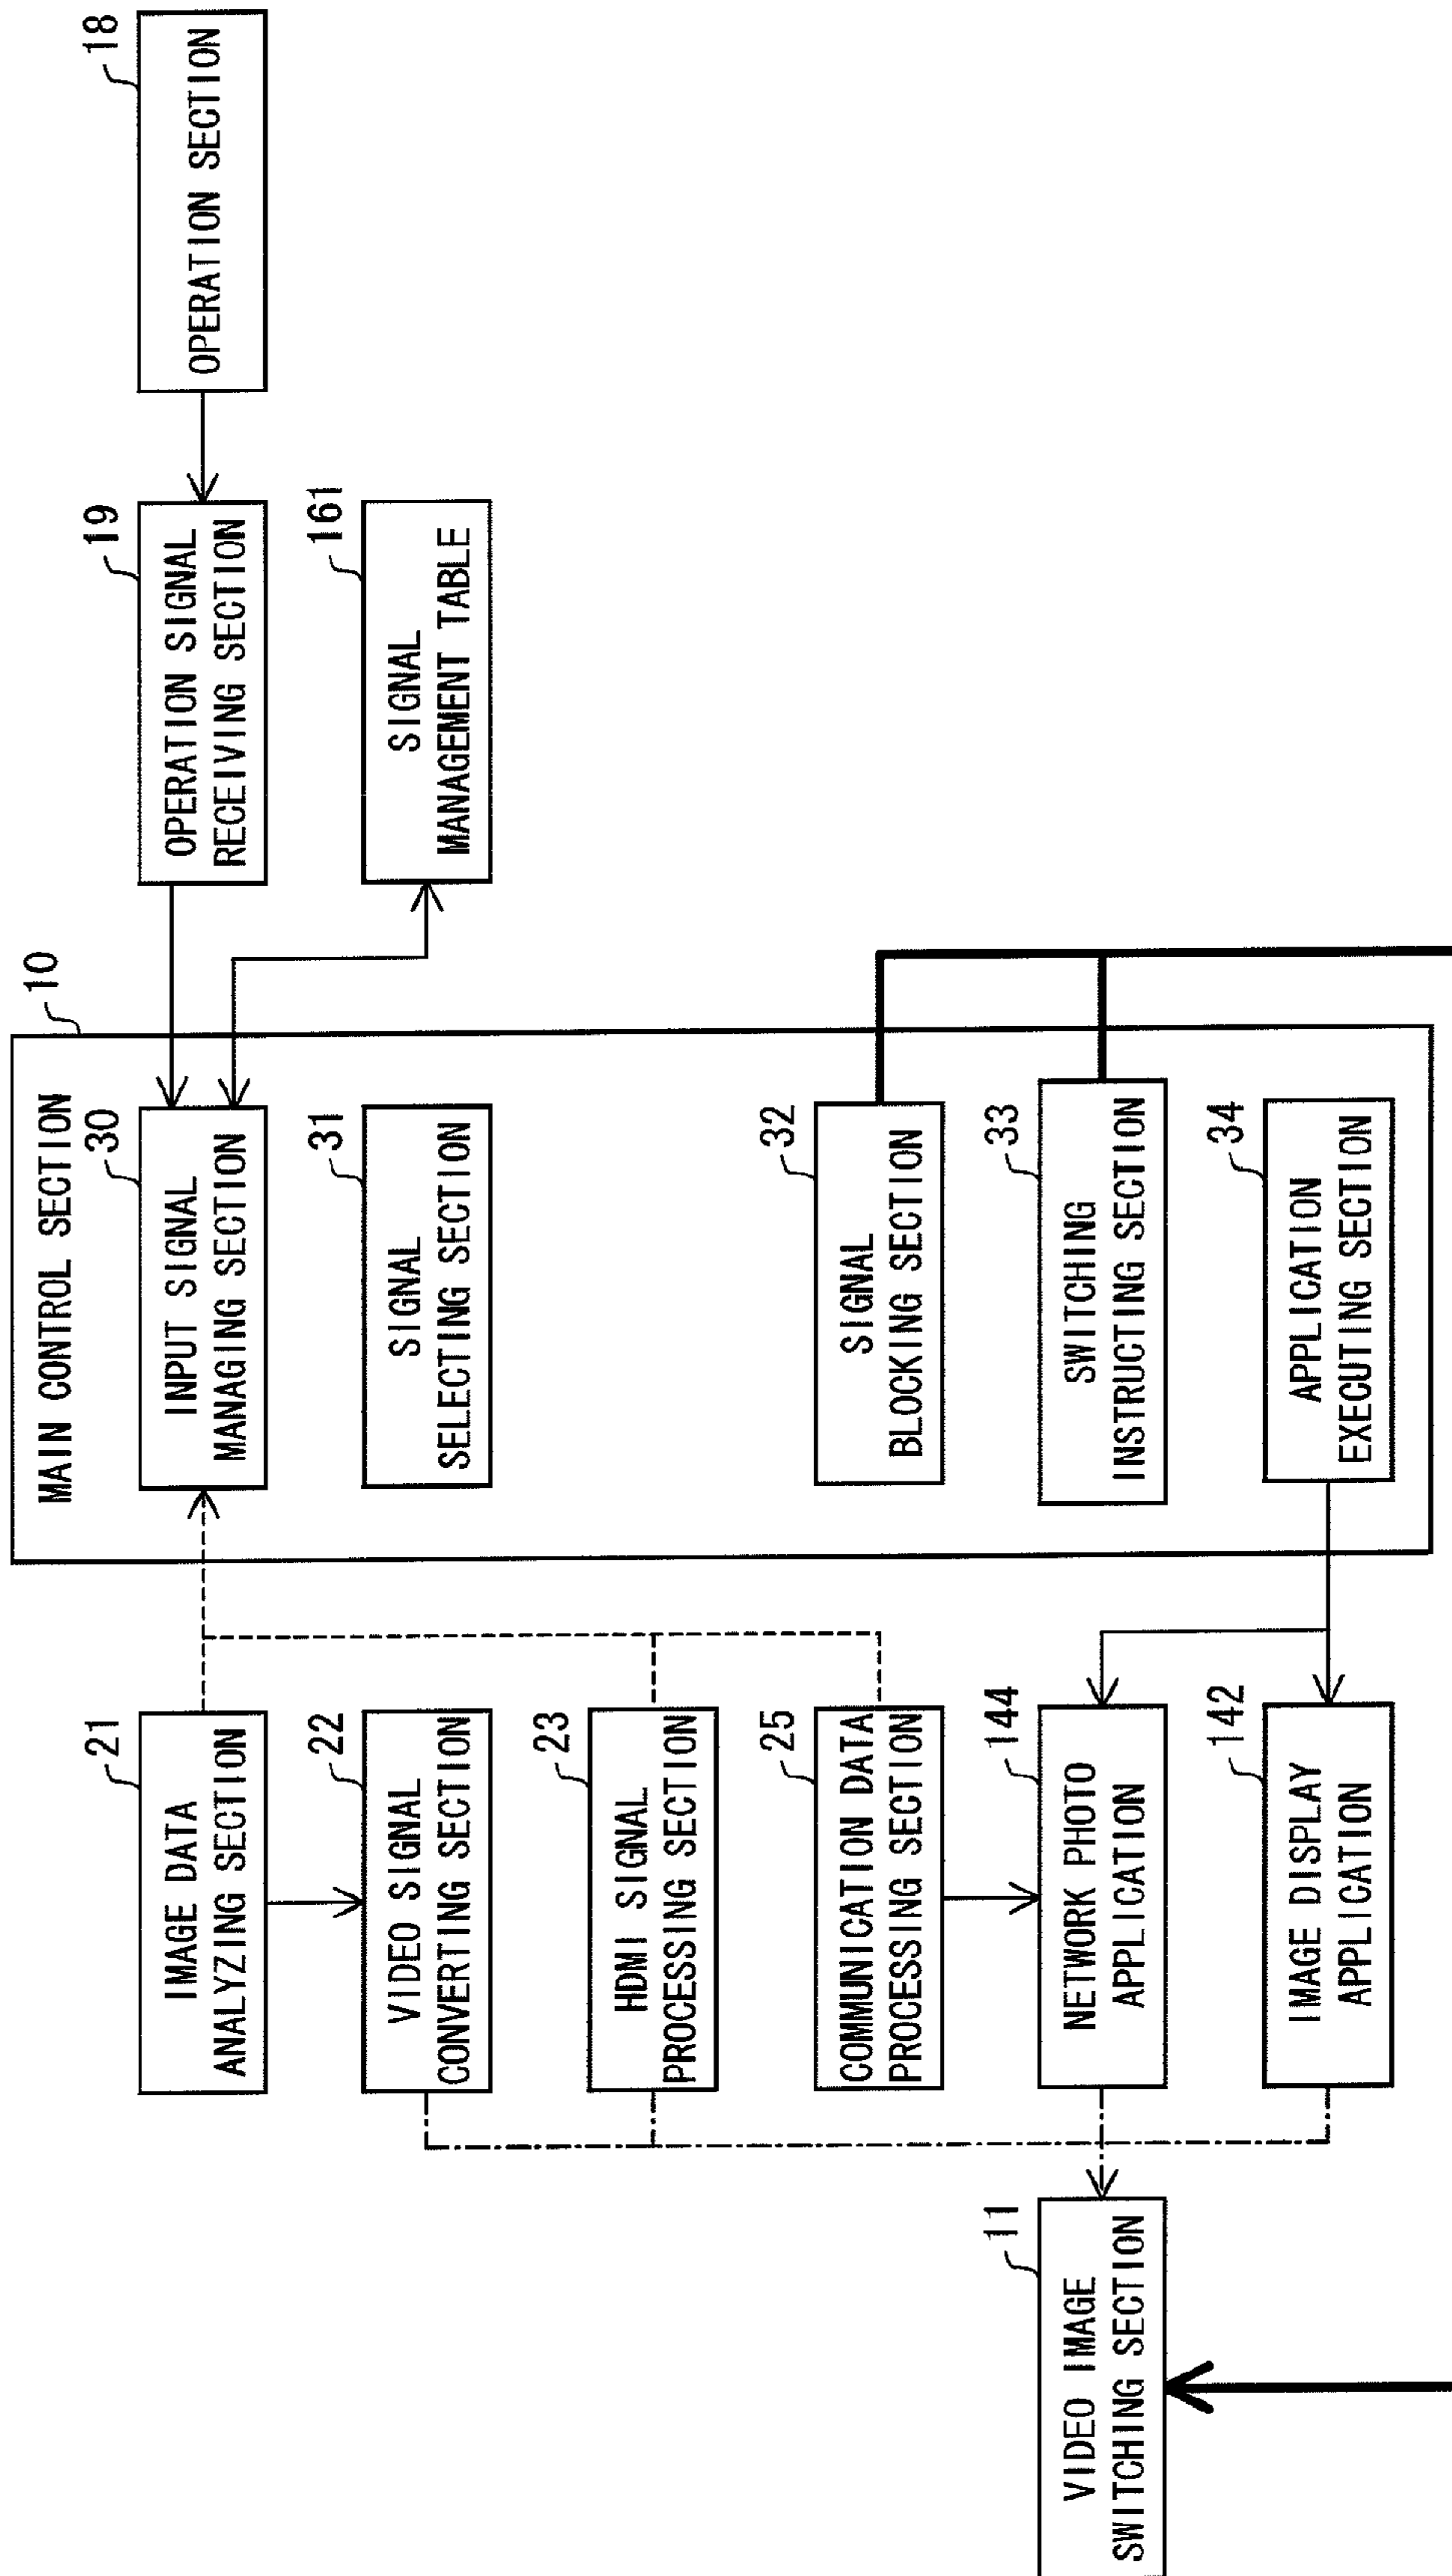 18
OPERATION SECTION
19
OPERATION SIGNAL
RECEIVING SECTION
161
SIGNAL
MANAGEMENT TABLE
10
MAIN CONTROL SECTION
30
INPUT SIGNAL
MANAGING SECTION
31
SIGNAL
SELECTING SECTION
32
SIGNAL
BLOCKING SECTION
33
SWITCHING
INSTRUCTING SECTION
34
APPLICATION
EXECUTING SECTION
21
IMAGE DATA
ANALYZING SECTION
22
VIDEO SIGNAL
CONVERTING SECTION
23
HDMI SIGNAL
PROCESSING SECTION
25
COMMUNICATION DATA
PROCESSING SECTION
144
NETWORK PHOTO
APPLICATION
142
IMAGE DISPLAY
APPLICATION
11
VIDEO IMAGE
SWITCHING SECTION